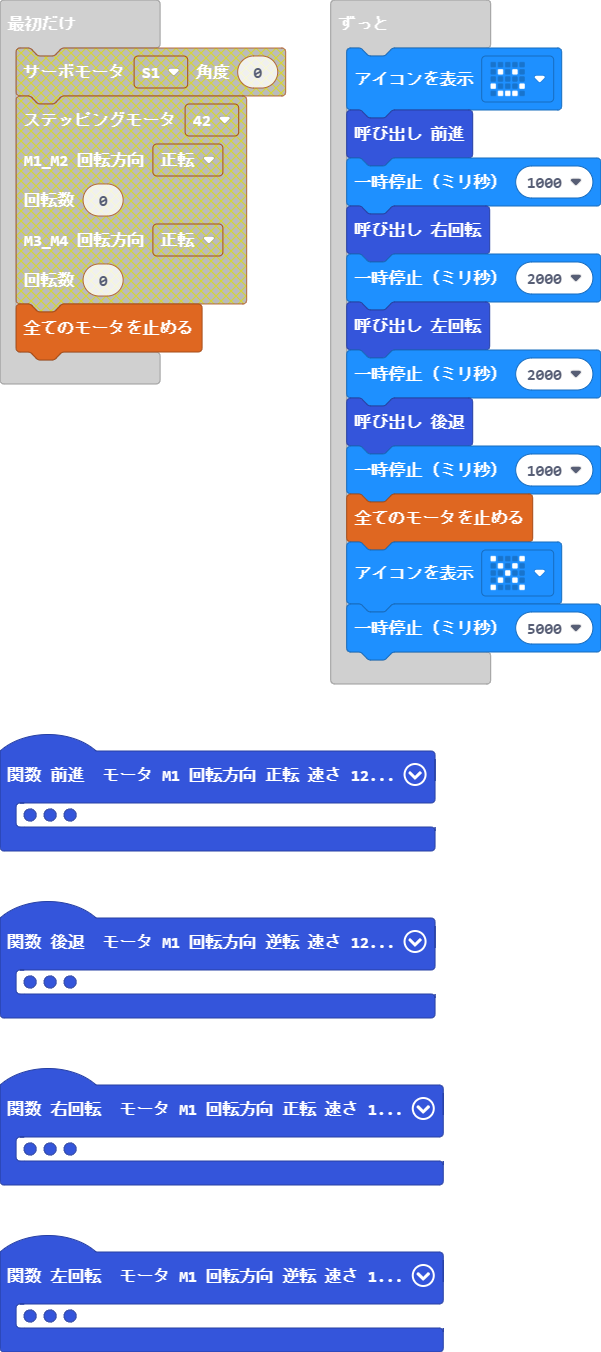 最初だけ
サーボモータ S1 角度 0
ステッピングモータ 42
M1_M2 回転方向 正転
回転数 0
M3_M4 回転方向 正転
回転数 0
全てのモータを止める
ずっと
アイコンを表示
呼び出し 前進
一時停止（ミリ秒） 1000
呼び出し 右回転
一時停止（ミリ秒） 2000
呼び出し 左回転
一時停止（ミリ秒） 2000
呼び出し 後退
一時停止（ミリ秒） 1000
全てのモータを止める
アイコンを表示
一時停止（ミリ秒） 5000
関数 前進 モータ M1 回転方向 正転 速さ 12...
関数 後退 モータ M1 回転方向 逆転 速さ 12...
関数 右回転 モータ M1 回転方向 正転 速さ 1...
関数 左回転 モータ M1 回転方向 逆転 速さ 1...